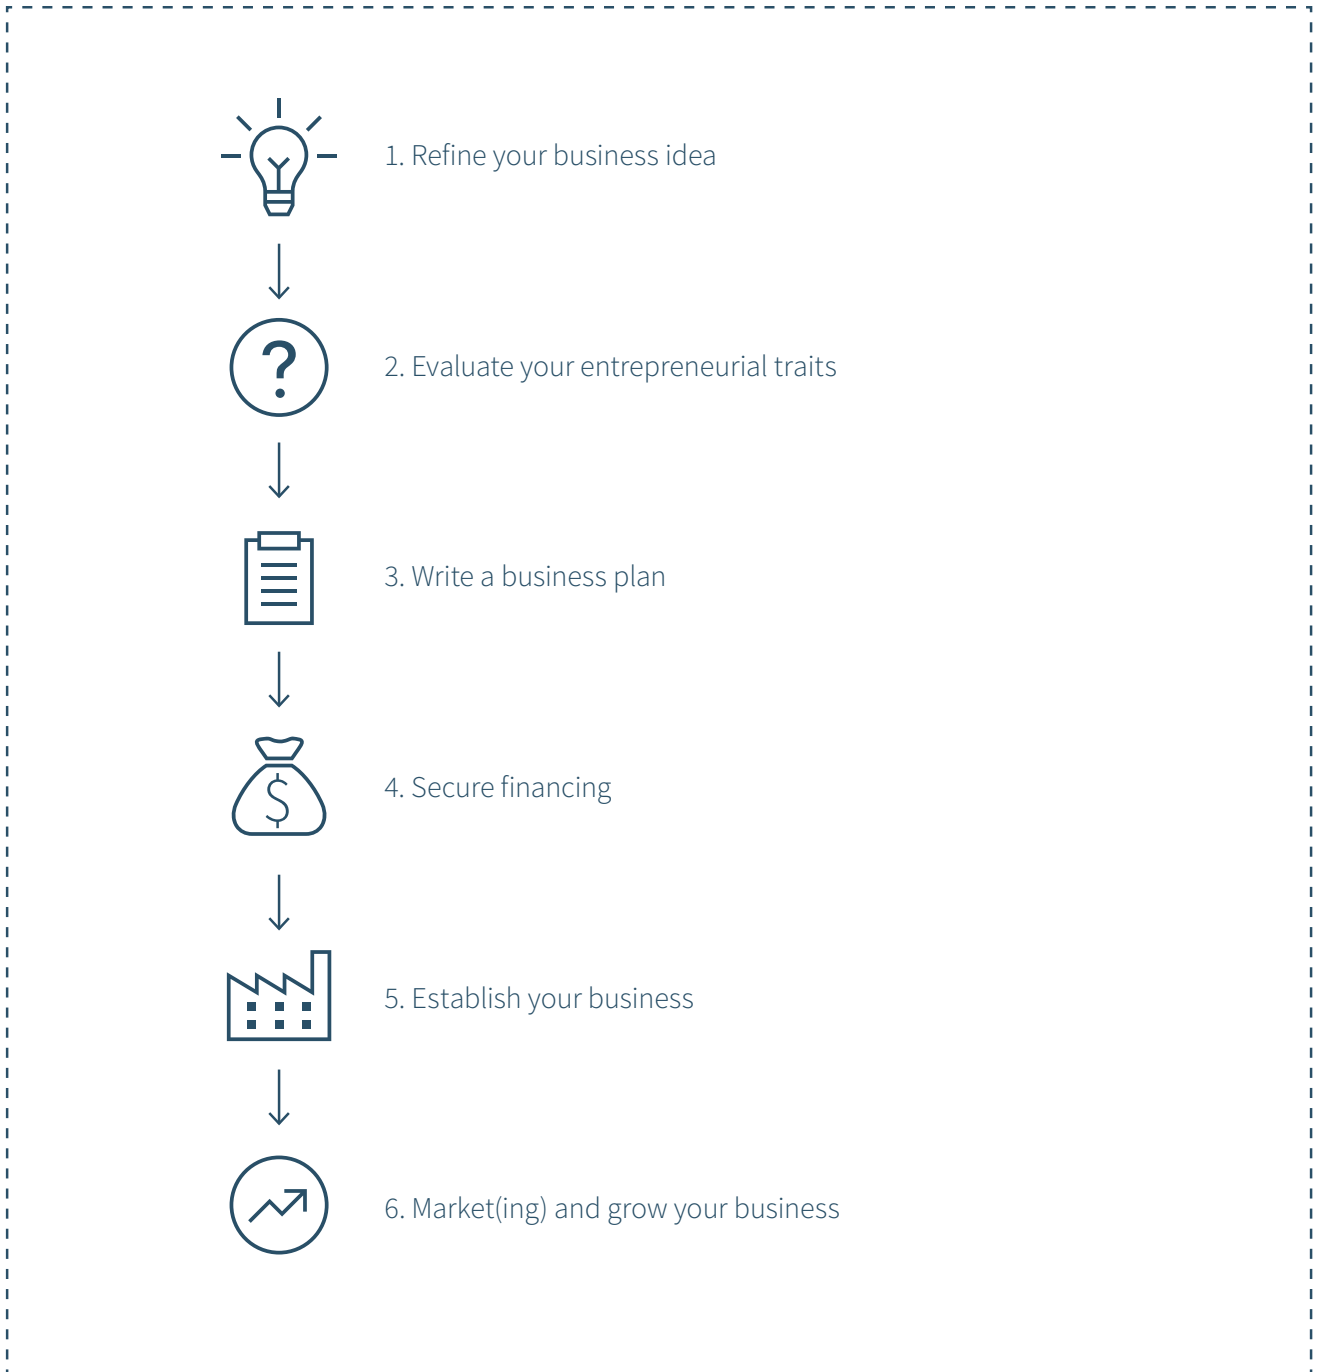 1. Refine your business idea
?
2. Evaluate your entrepreneurial traits
3. Write a business plan
$
4. Secure financing
5. Establish your business
6. Market(ing) and grow your business